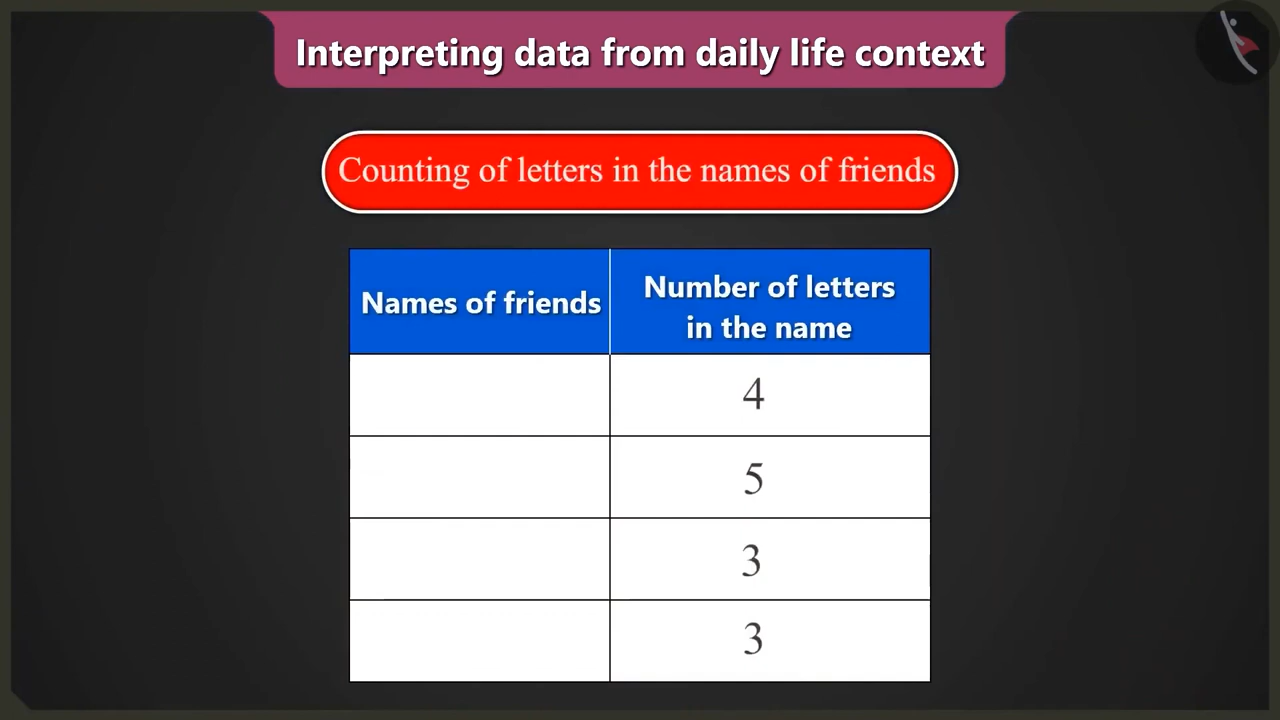 Interpreting data from daily life context
Counting of letters in the names of friends
Names of friends
Number of letters
in the name
4
5
3
3